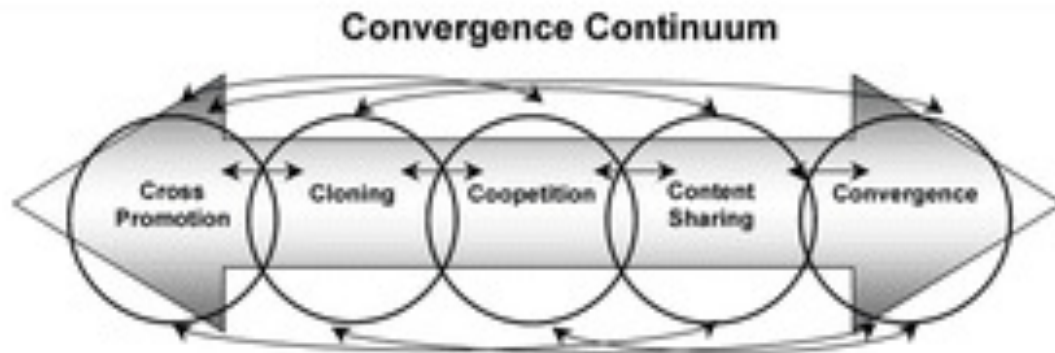 Convergence Continuum
Cross
Promotion
Cloning
Coopetition
Content
Sharing
Convergence